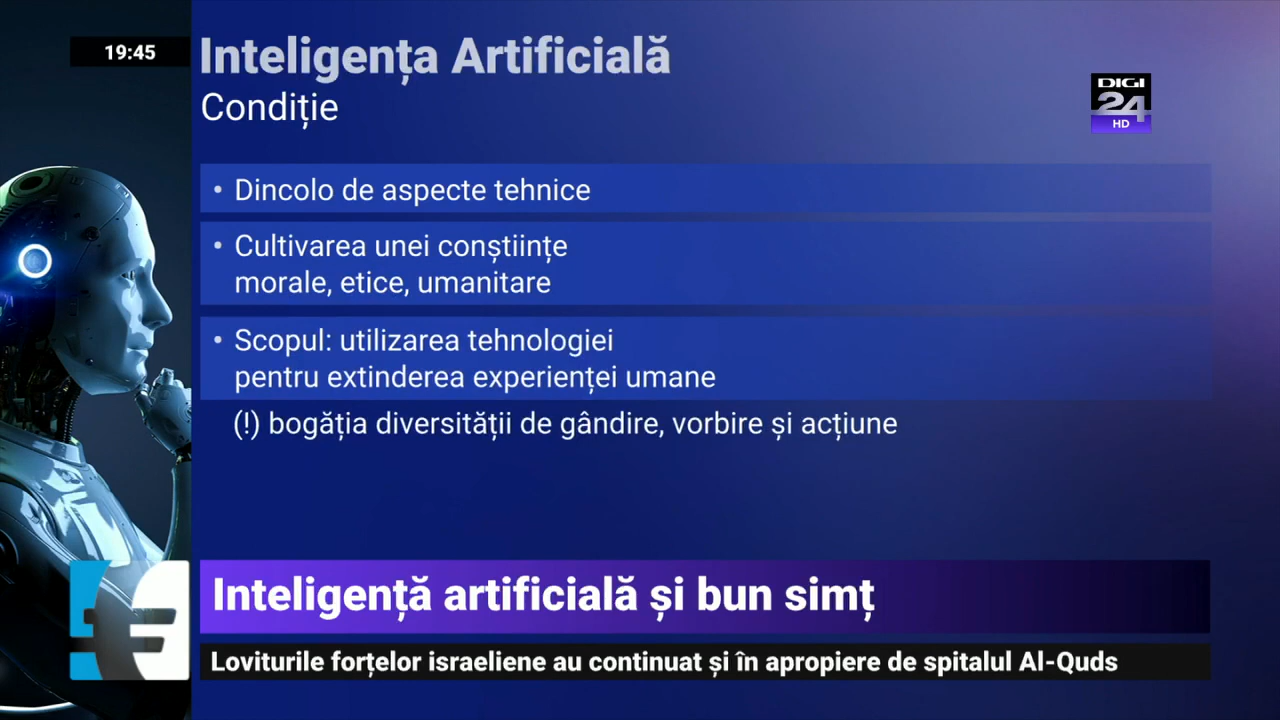 19:45
Inteligența Artificială
Condiție
DIGI
24
HD
• Dincolo de aspecte tehnice
• Cultivarea unei conștiințe
morale, etice, umanitare
• Scopul: utilizarea tehnologiei
pentru extinderea experienței umane
(!) bogăția diversității de gândire, vorbire și acțiune
Inteligență artificială și bun simț
Loviturile forțelor israeliene au continuat și în apropiere de spitalul Al-Quds